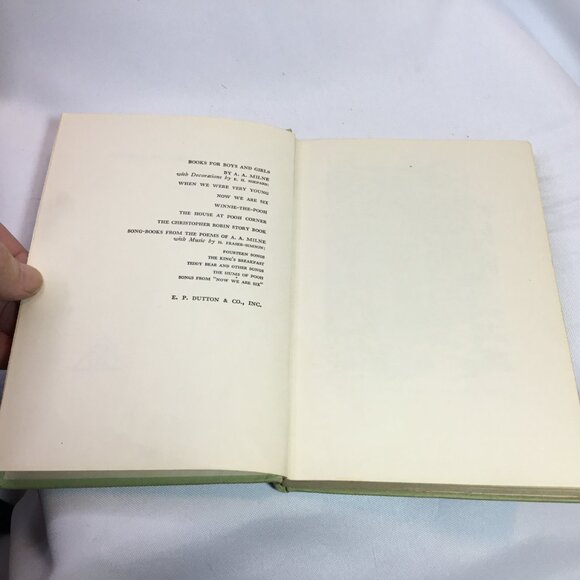 BOOKS FOR BOYS AND GIRLS
BY A. A. MILNE
with Decorations by E. H. SHEPARD:
WHEN WE WERE VERY YOUNG
NOW WE ARE SIX
WINNIE-THE-POOH
THE HOUSE AT POOH CORNER
THE CHRISTOPHER ROBIN STORY BOOK
SONG-BOOKS FROM THE POEMS OF A. A. MILNE
with Music by H. FRASER-SIMSON:
FOURTEEN SONGS
THE KING'S BREAKFAST
TEDDY BEAR AND OTHER SONGS
THE HUMS OF POOH
SONGS FROM "NOW WE ARE SIX"
E. P. DUTTON & CO., INC.